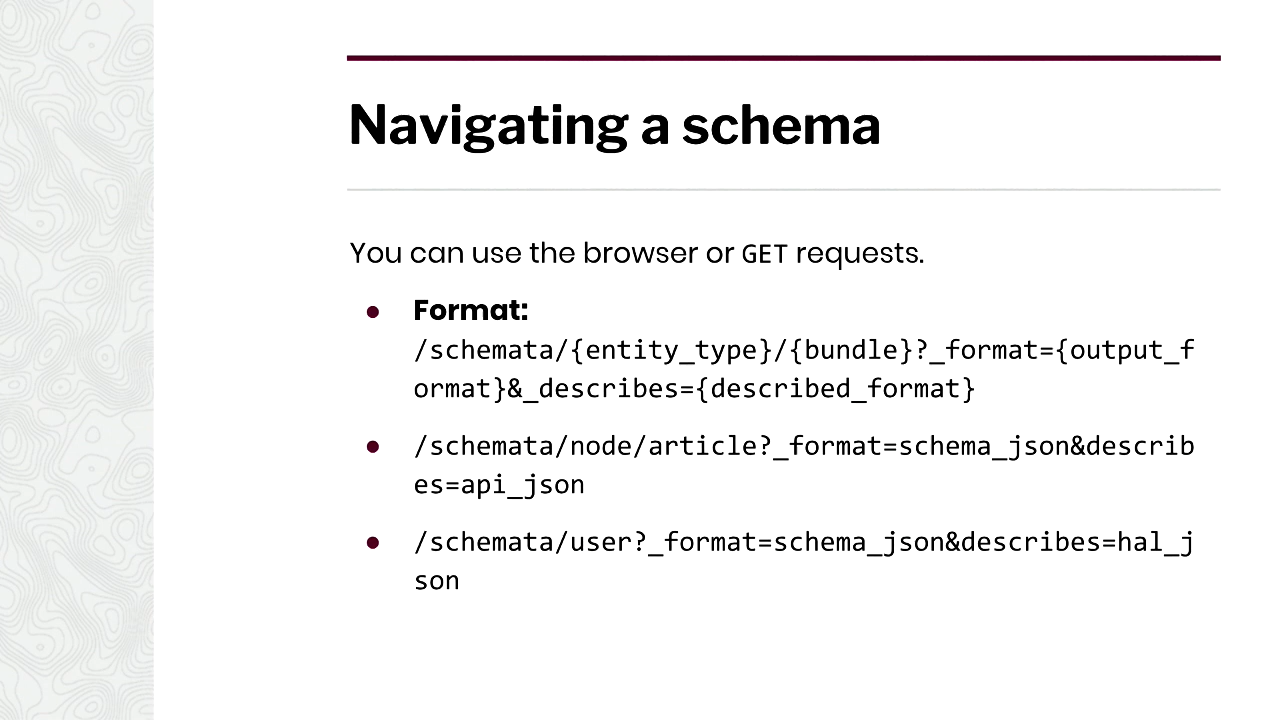 Navigating a schema
You can use the browser or GET requests.
● Format:
/schemata/{entity_type}/{bundle}?_format={output_f
ormat}&_describes={described_format}
● /schemata/node/article?_format=schema_json&describ
es=api_json
● /schemata/user?_format=schema_json&describes=hal_j
son